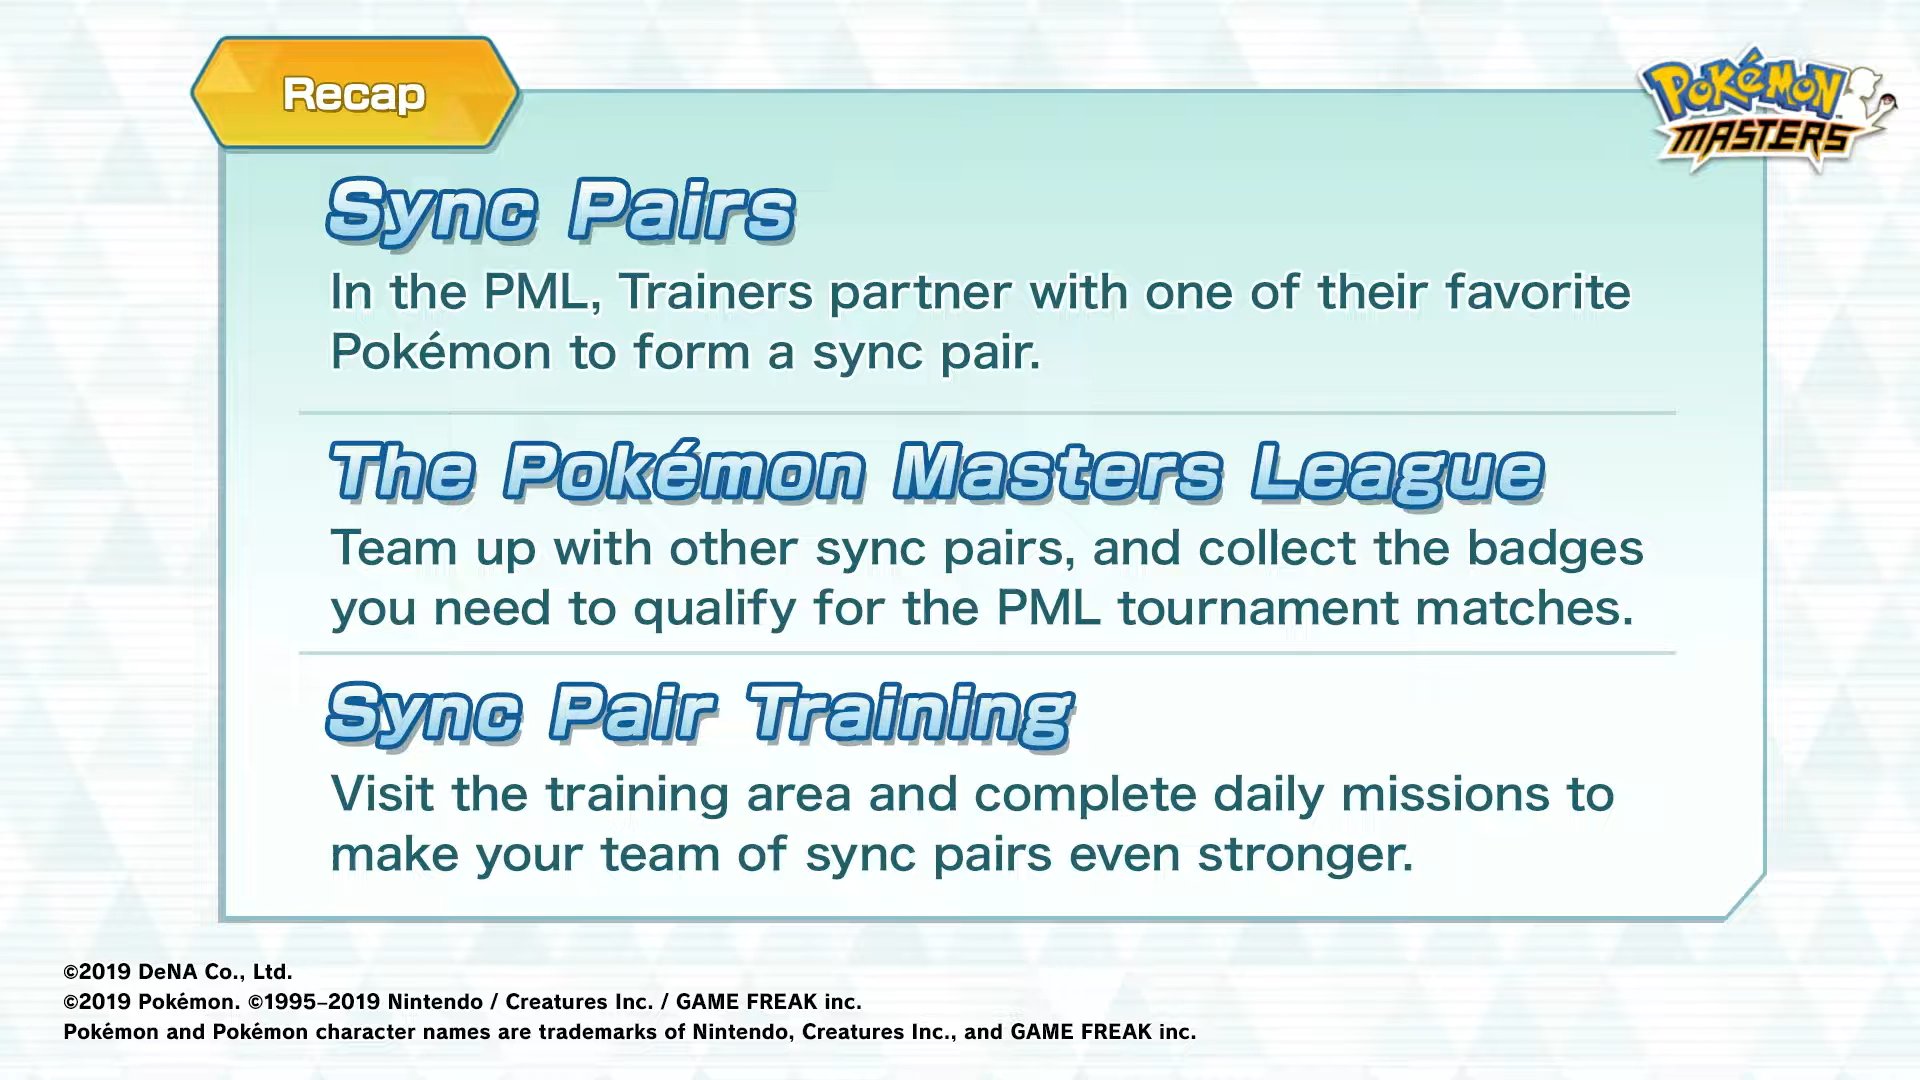 Recap
Pokémon
MASTERS
Sync Pairs
In the PML, Trainers partner with one of their favorite
Pokémon to form a sync pair.
The Pokémon Masters League
Team up with other sync pairs, and collect the badges
you need to qualify for the PML tournament matches.
Sync Pair Training
Visit the training area and complete daily missions to
make your team of sync pairs even stronger.
©2019 DeNA Co., Ltd.
©2019 Pokémon. ©1995–2019 Nintendo / Creatures Inc. / GAME FREAK inc.
Pokémon and Pokémon character names are trademarks of Nintendo, Creatures Inc., and GAME FREAK inc.